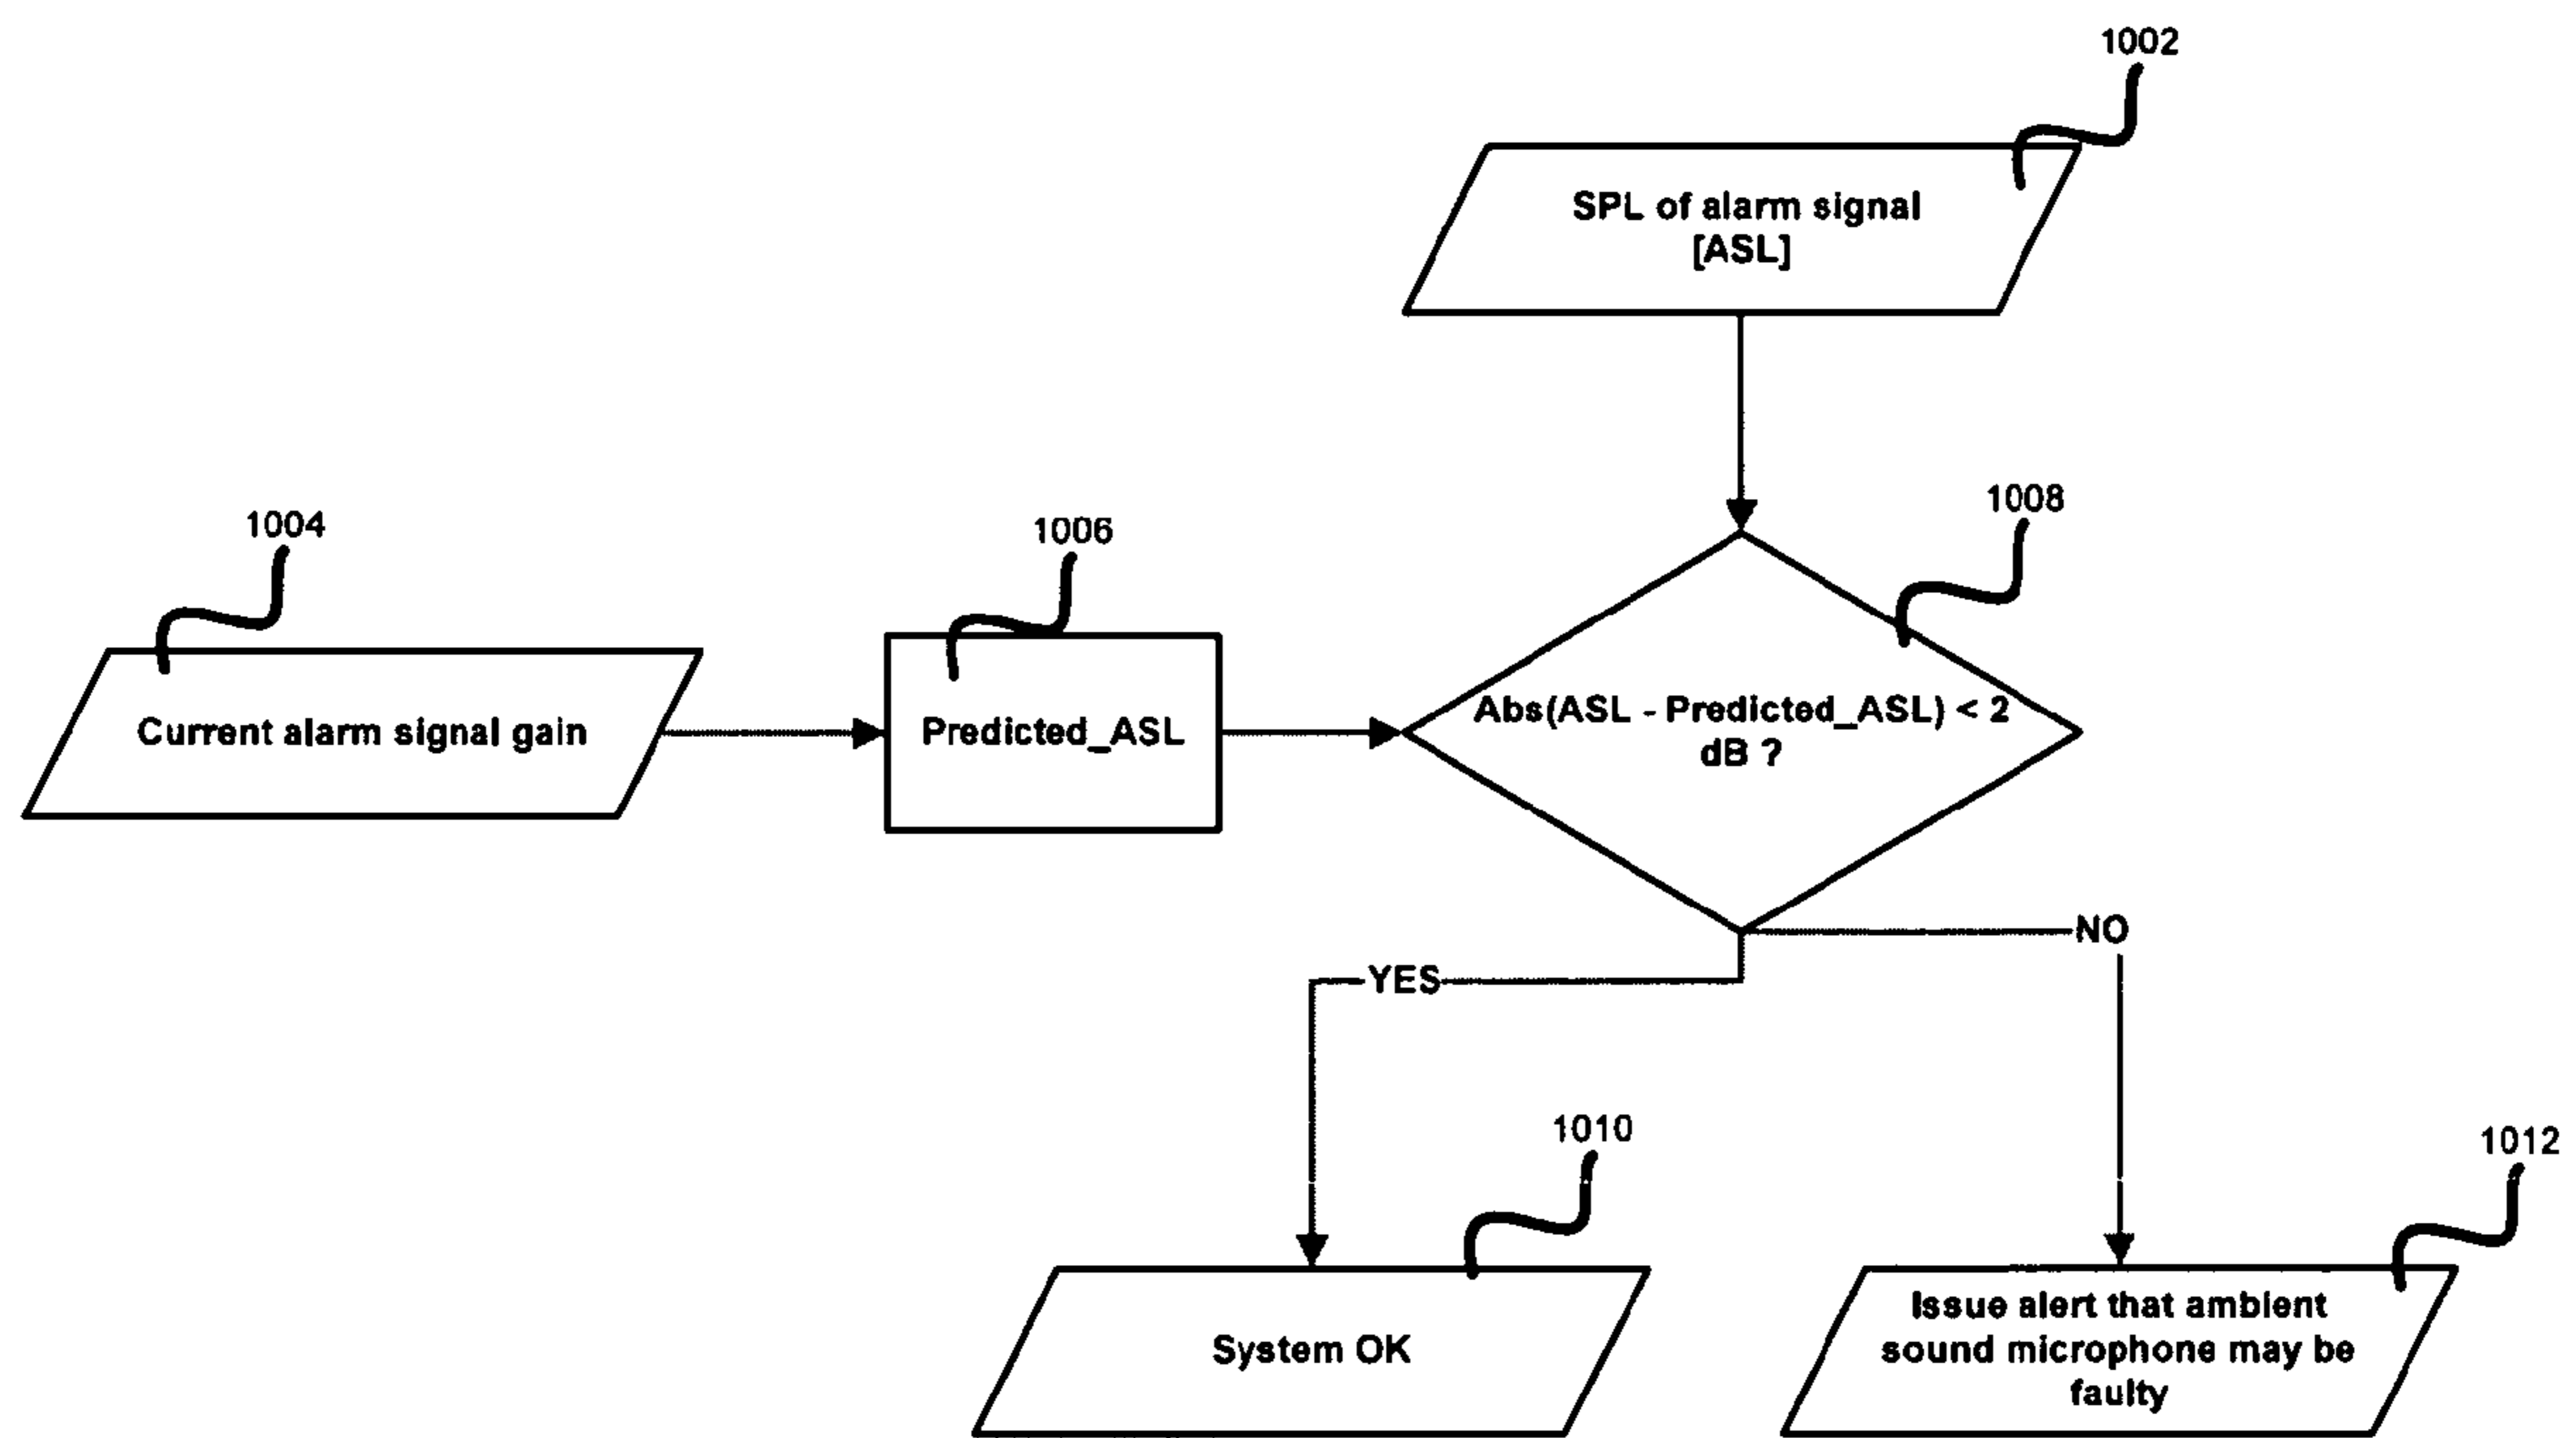 1002
SPL of alarm signal
[ASL]
1008
1004
1006
Current alarm signal gain
Predicted_ASL
Abs(ASL - Predicted_ASL) < 2
dB ?
NO
YES
1010
1012
System OK
Issue alert that ambient
sound microphone may be
faulty